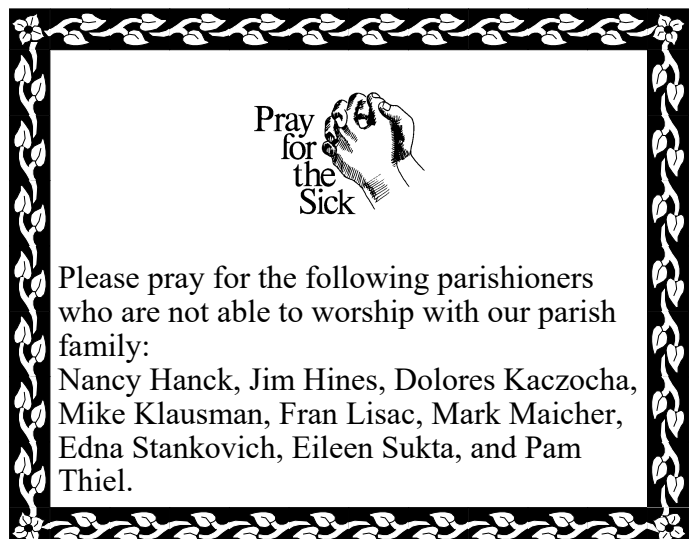 Pray
for
the
Sick
Please pray for the following parishioners
who are not able to worship with our parish
family:
Nancy Hanck, Jim Hines, Dolores Kaczocha,
Mike Klausman, Fran Lisac, Mark Maicher,
Edna Stankovich, Eileen Sukta, and Pam
Thiel.